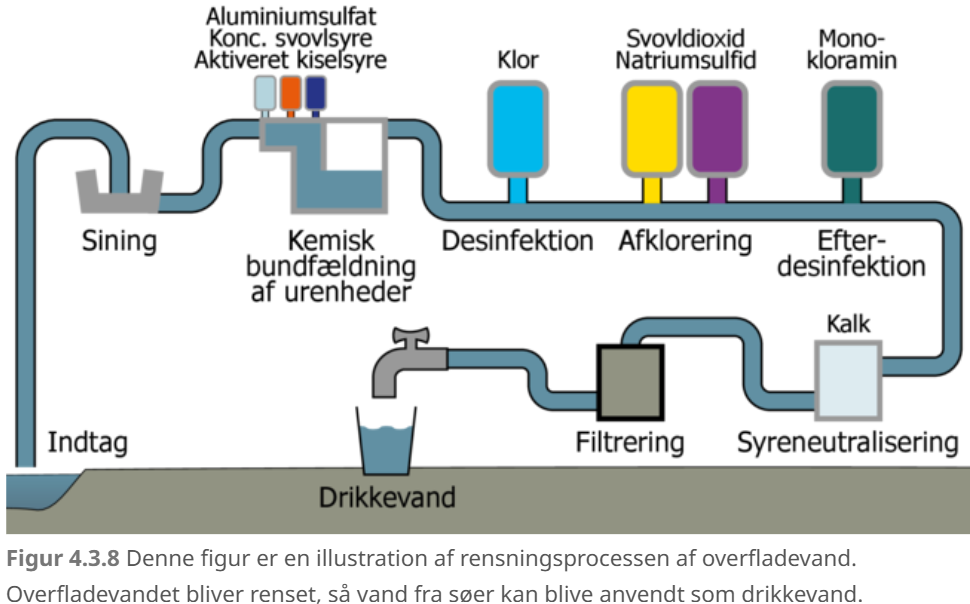 Aluminiumsulfat
Konc. svovlsyre
Aktiveret kiselsyre
Klor
Svovldioxid
Natriumsulfid
Mono-
kloramin
Sining
Kemisk
bundfældning
af urenheder
Desinfektion
Afklorering
Efter-
desinfektion
Kalk
Indtag
Filtrering
Syreneutralisering
Drikkevand
Figur 4.3.8 Denne figur er en illustration af rensningsprocessen af overfladevand.
Overfladevandet bliver renset, så vand fra søer kan blive anvendt som drikkevand.